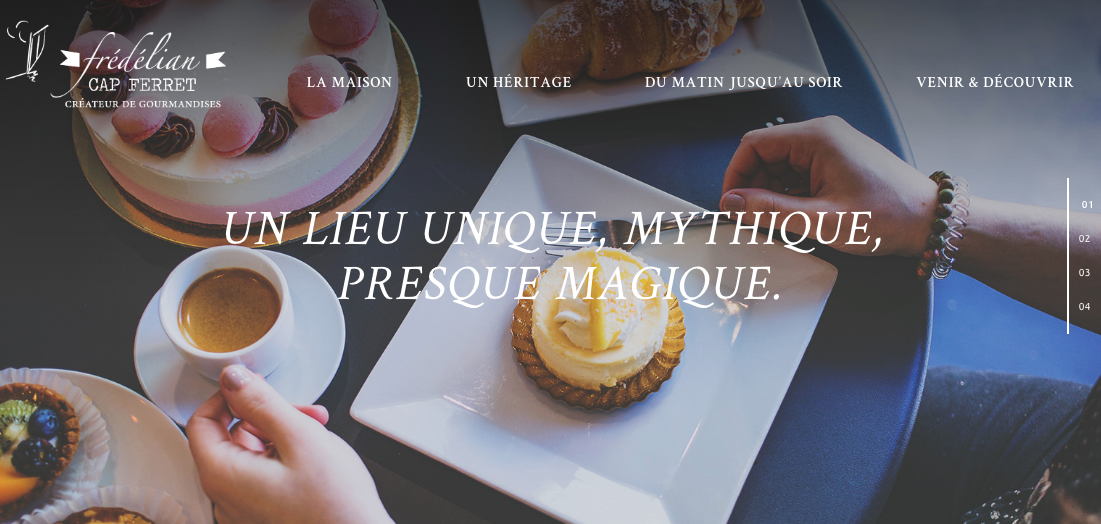 frédélian
CAP FERRET
CRÉATEUR DE GOURMANDISES
LA MAISON
UN HÉRITAGE
DU MATIN JUSQU'AU SOIR
VENIR & DÉCOUVRIR
UN LIEU UNIQUE, MYTHIQUE,
PRESQUE MAGIQUE.
01
02
03
04